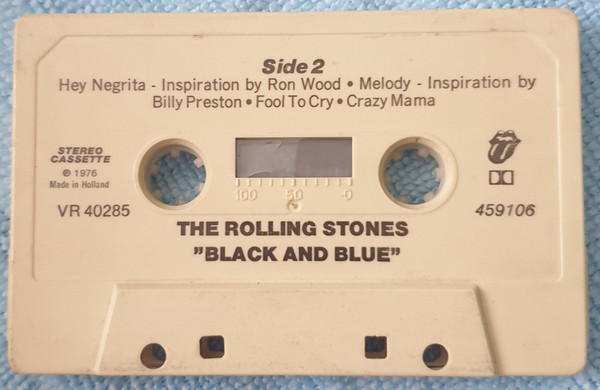 Side 2
Hey Negrita - Inspiration by Ron Wood • Melody - Inspiration by
Billy Preston • Fool To Cry • Crazy Mama
STEREO
CASSETTE
℗ 1976
Made in Holland
VR 40285
100 50 -0
459106
THE ROLLING STONES
”BLACK AND BLUE”